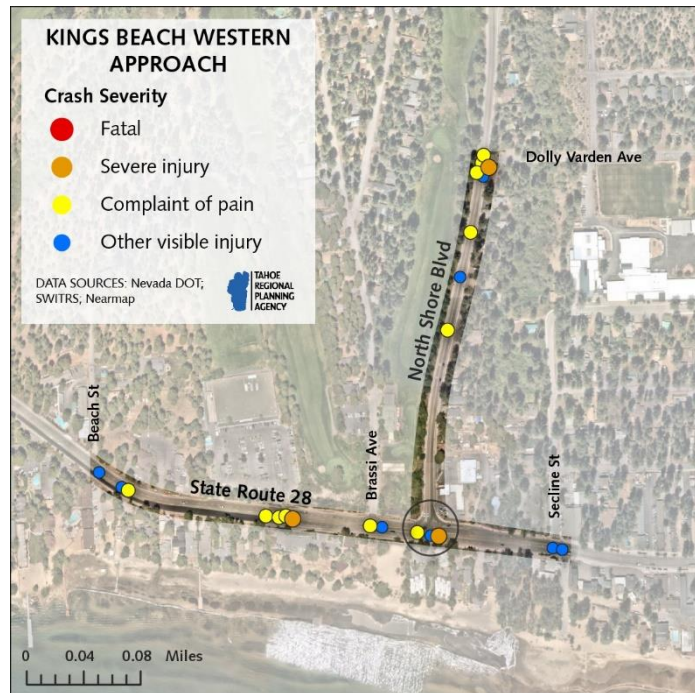 KINGS BEACH WESTERN
APPROACH
Crash Severity
Fatal
Severe injury
Complaint of pain
Other visible injury
DATA SOURCES: Nevada DOT;
SWITRS; Nearmap
TAHOE
REGIONAL
PLANNING
AGENCY
Dolly Varden Ave
North Shore Blvd
Beach St
State Route 28
Brassi Ave
Secline St
0 0.04 0.08 Miles